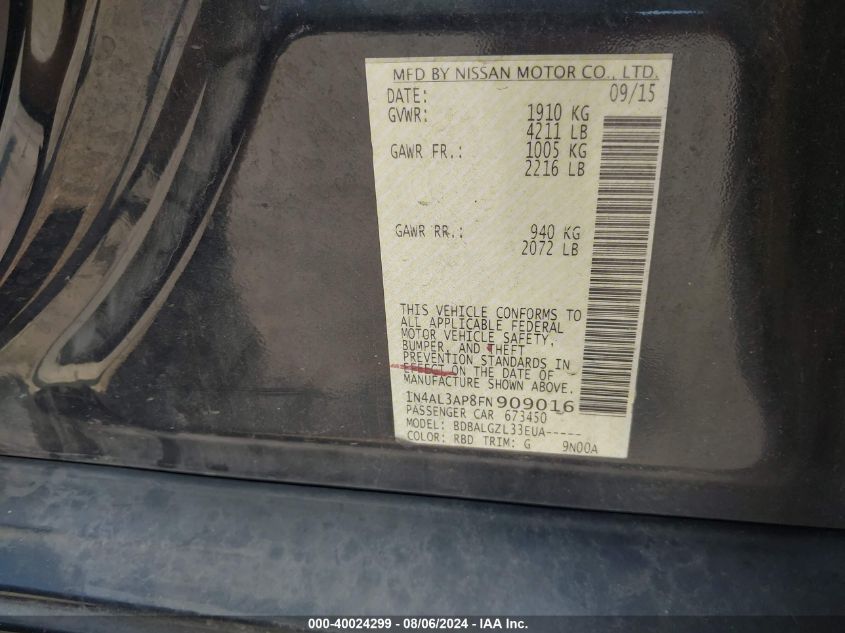 MFD BY NISSAN MOTOR CO., LTD.
DATE: 09/15
GVWR: 1910 KG
4211 LB
GAWR FR.: 1005 KG
2216 LB
GAWR RR.: 940 KG
2072 LB
THIS VEHICLE CONFORMS TO
ALL APPLICABLE FEDERAL
MOTOR VEHICLE SAFETY,
BUMPER, AND THEFT
PREVENTION STANDARDS IN
EFFECT ON THE DATE OF
MANUFACTURE SHOWN ABOVE.
1N4AL3AP8FN909016
PASSENGER CAR 673450
MODEL: BDBALGZL33EUA-----
COLOR: RBD TRIM: G 9N00A
000-40024299 - 08/06/2024 - IAA Inc.